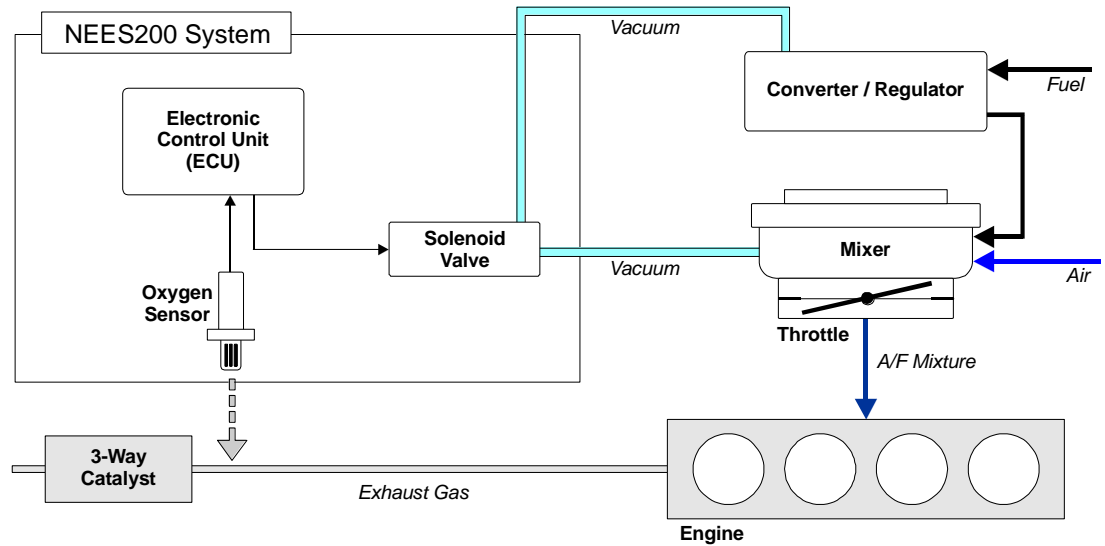 NEES200 System
Vacuum
Converter / Regulator
Fuel
Electronic
Control Unit
(ECU)
Solenoid
Valve
Vacuum
Mixer
Air
Oxygen
Sensor
Throttle
A/F Mixture
3-Way
Catalyst
Exhaust Gas
Engine